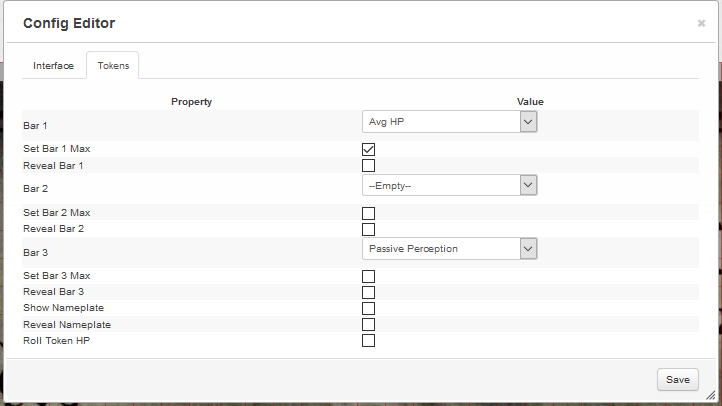 Config Editor
Interface
Tokens
Property Value
Bar 1 Avg HP
Set Bar 1 Max
Reveal Bar 1
Bar 2 --Empty--
Set Bar 2 Max
Reveal Bar 2
Bar 3 Passive Perception
Set Bar 3 Max
Reveal Bar 3
Show Nameplate
Reveal Nameplate
Roll Token HP
Save